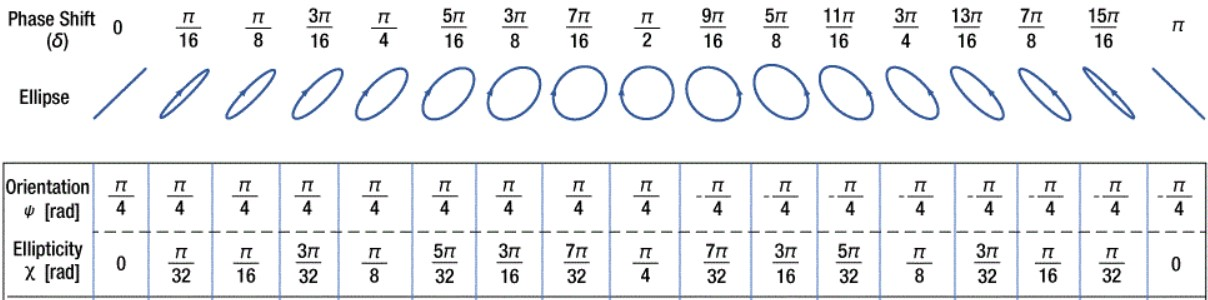 Phase Shift (δ) 0 π/16 π/8 3π/16 π/4 5π/16 3π/8 7π/16 π/2 9π/16 5π/8 11π/16 3π/4 13π/16 7π/8 15π/16 π
Ellipse
Orientation ψ [rad] π/4 π/4 π/4 π/4 π/4 π/4 π/4 π/4 π/4 -π/4 -π/4 -π/4 -π/4 -π/4 -π/4 -π/4 -π/4
Ellipticity χ [rad] 0 π/32 π/16 3π/32 π/8 5π/32 3π/16 7π/32 π/4 7π/32 3π/16 5π/32 π/8 3π/32 π/16 π/32 0